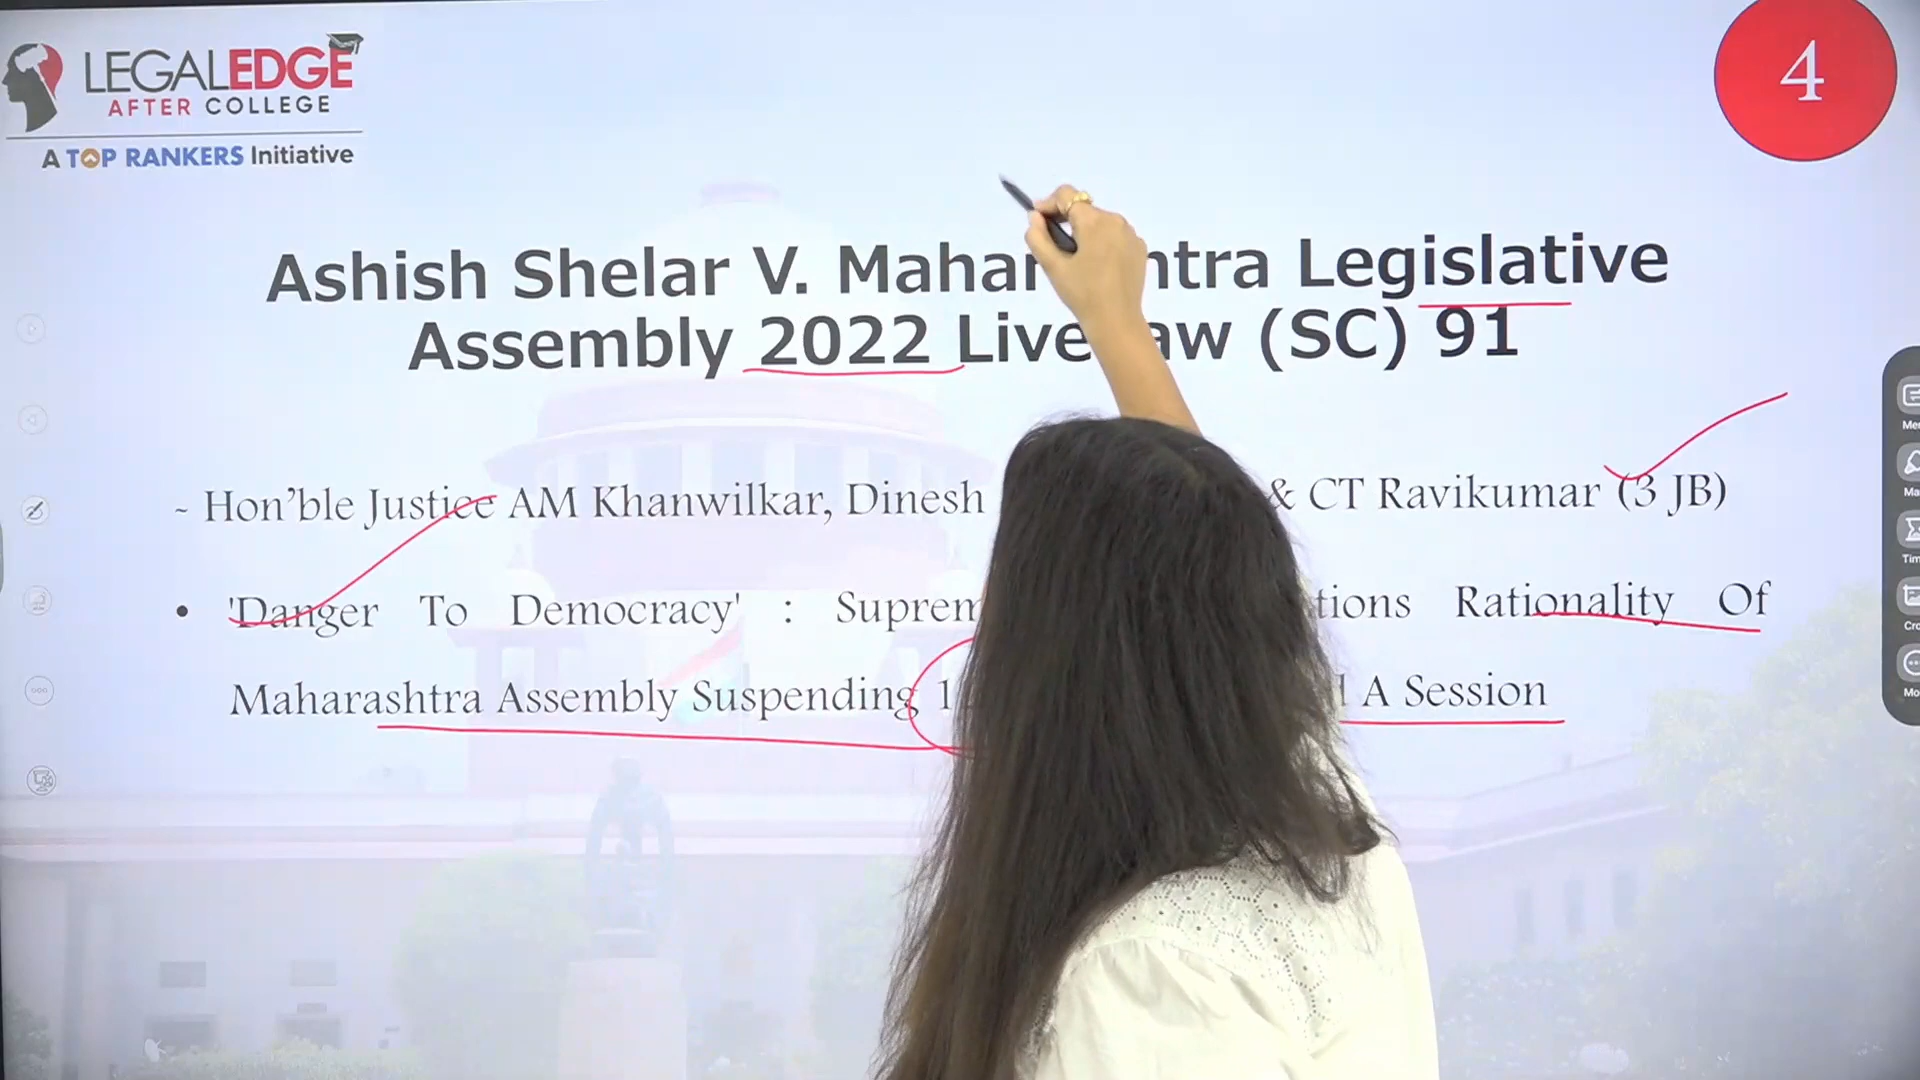 LEGALEDGE
AFTER COLLEGE
A TOP RANKERS Initiative
4
Ashish Shelar V. Mahar ntra Legislative
Assembly 2022 Live aw (SC) 91
~ Hon'ble Justice AM Khanwilkar, Dinesh & CT Ravikumar (3 JB)
• 'Danger To Democracy' : Suprem tions Rationality Of
Maharashtra Assembly Suspending 1 A Session